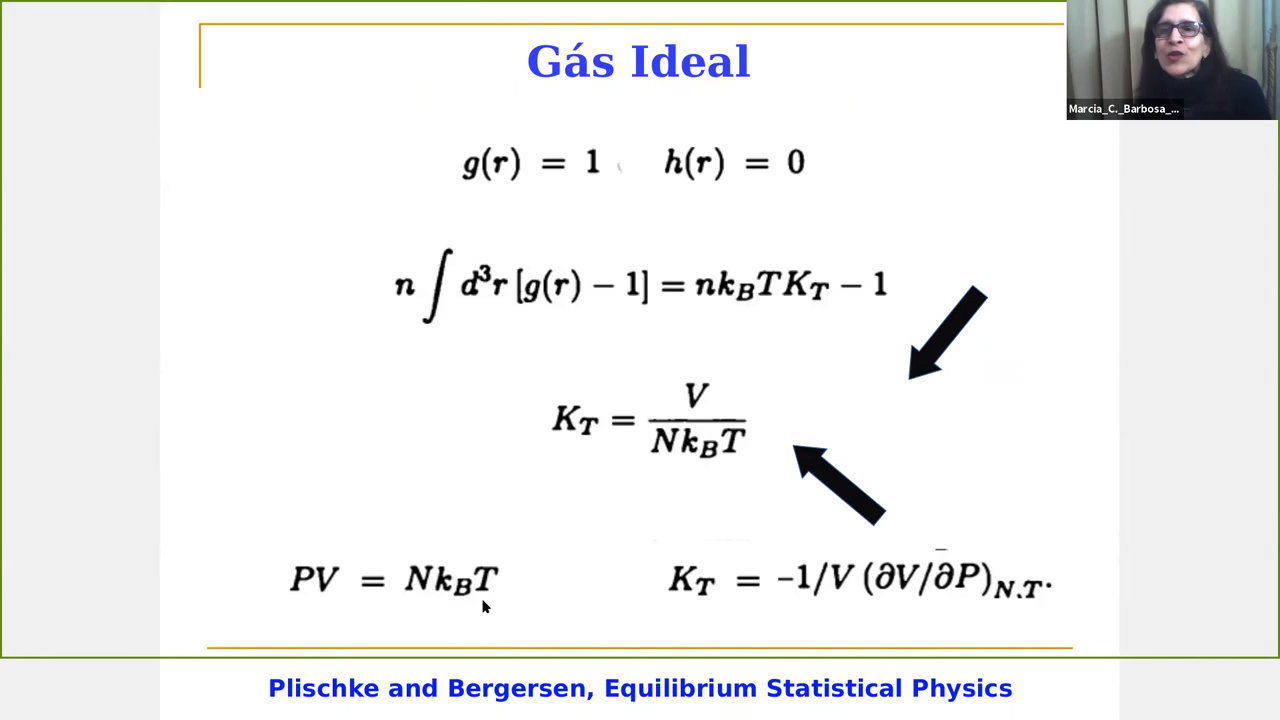 Gás Ideal
Marcia_C._Barbosa_...
g(r) = 1 h(r) = 0
n ∫ d³r [g(r) − 1] = nk_BTK_T − 1
K_T = V / Nk_BT
PV = Nk_BT K_T = −1/V (∂V/∂P)_N.T.
Plischke and Bergersen, Equilibrium Statistical Physics